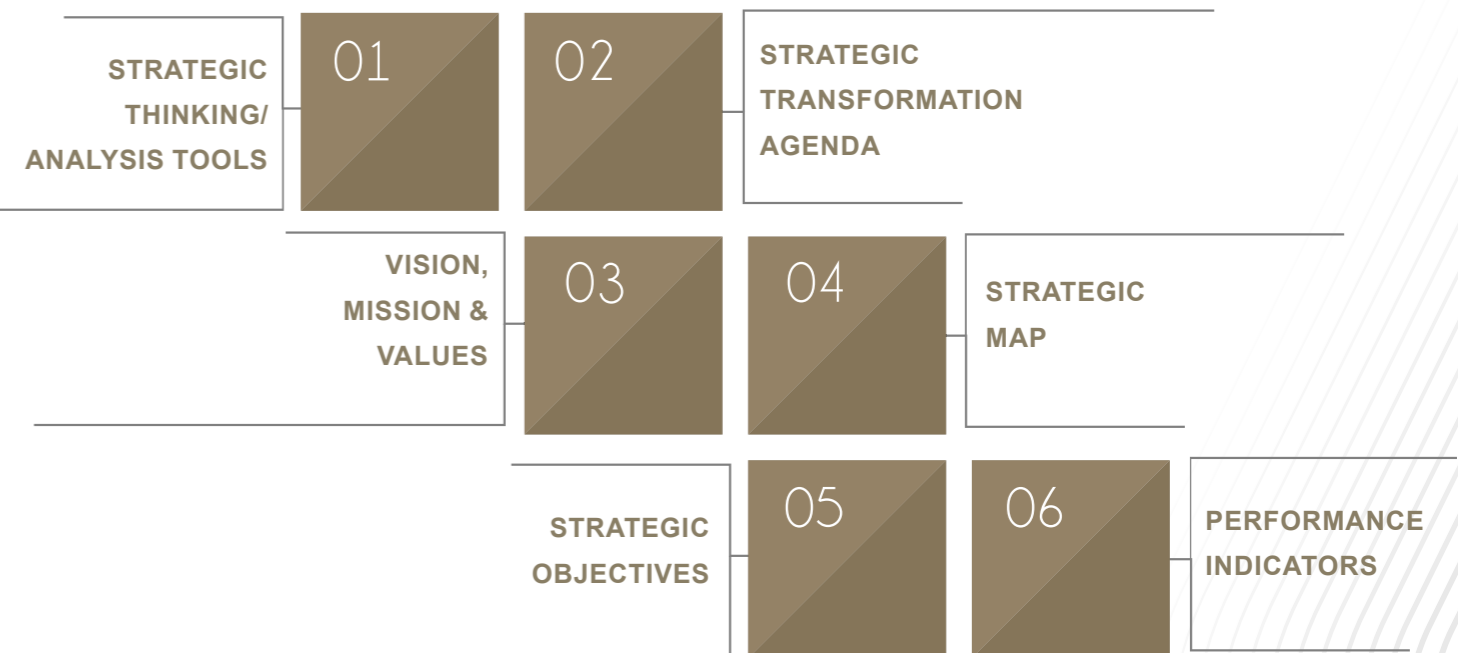 01
STRATEGIC
THINKING/
ANALYSIS TOOLS
02
STRATEGIC
TRANSFORMATION
AGENDA
03
VISION,
MISSION &
VALUES
04
STRATEGIC
MAP
05
STRATEGIC
OBJECTIVES
06
PERFORMANCE
INDICATORS